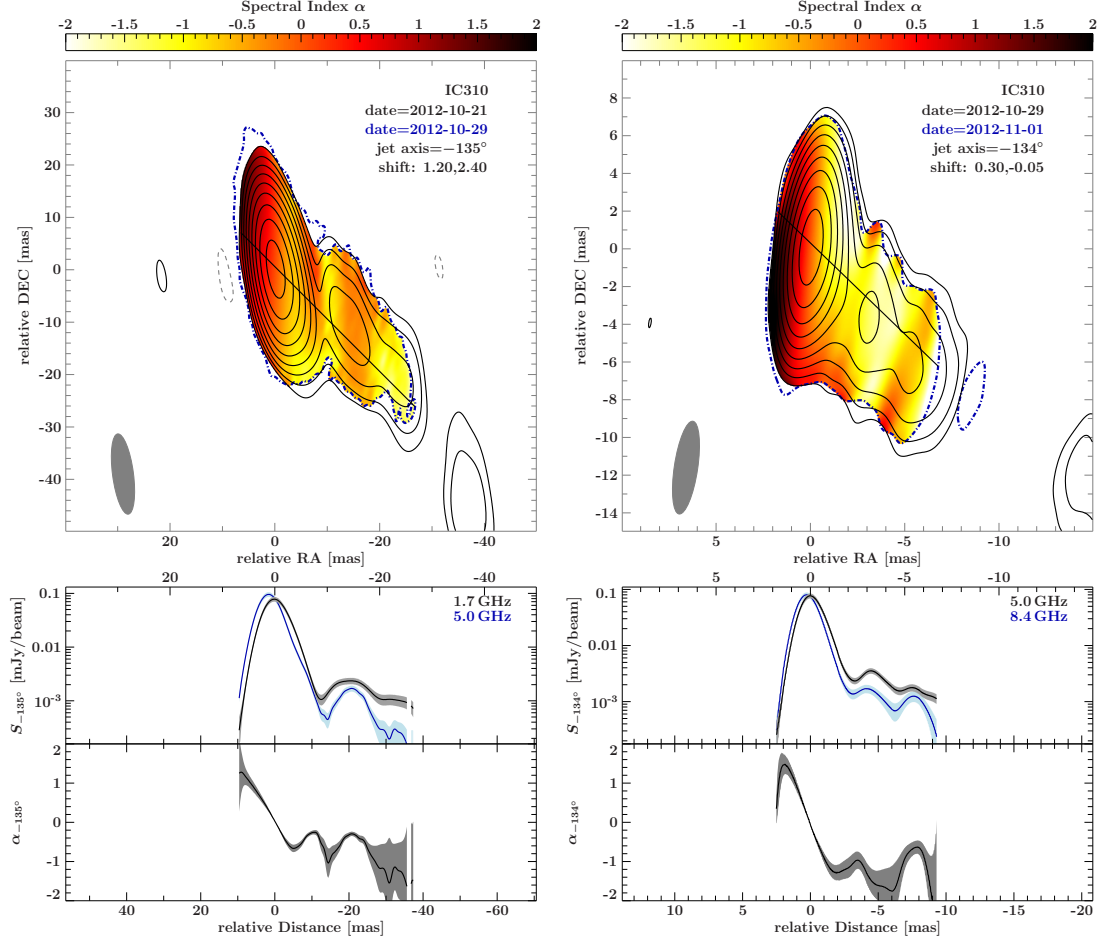 Spectral Index α
-2 -1.5 -1 -0.5 0 0.5 1 1.5 2
IC310
date=2012-10-21
date=2012-10-29
jet axis=−135°
shift: 1.20,2.40
30
20
10
0
-10
-20
-30
-40
relative DEC [mas]
20 0 -20 -40
relative RA [mas]
20 0 -20 -40
1.7 GHz
5.0 GHz
0.1
0.01
10⁻³
S−135° [mJy/beam]
2
1
0
-1
-2
α−135°
40 20 0 -20 -40 -60
relative Distance [mas]
Spectral Index α
-2 -1.5 -1 -0.5 0 0.5 1 1.5 2
IC310
date=2012-10-29
date=2012-11-01
jet axis=−134°
shift: 0.30,-0.05
8
6
4
2
0
-2
-4
-6
-8
-10
-12
-14
relative DEC [mas]
5 0 -5 -10
relative RA [mas]
5 0 -5 -10
5.0 GHz
8.4 GHz
0.1
0.01
10⁻³
S−134° [mJy/beam]
2
1
0
-1
-2
α−134°
10 5 0 -5 -10 -15 -20
relative Distance [mas]